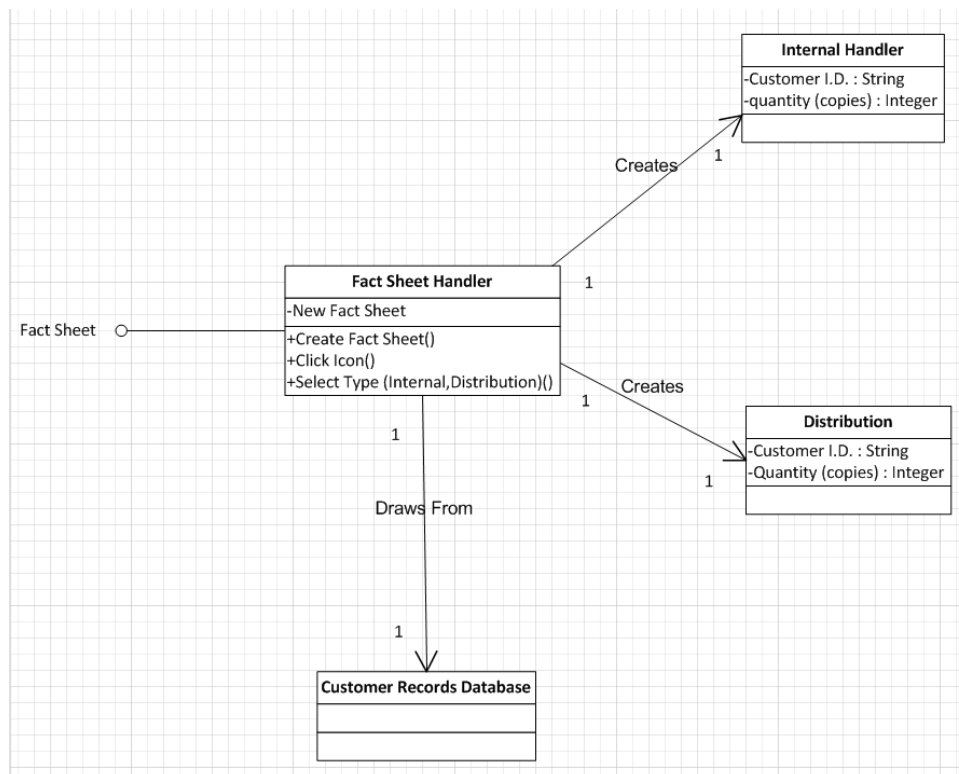 Internal Handler
-Customer I.D. : String
-quantity (copies) : Integer
1
Creates
Fact Sheet Handler
1
-New Fact Sheet
Fact Sheet
+Create Fact Sheet()
+Click Icon()
+Select Type (Internal,Distribution)()
Creates
1
Distribution
1
-Customer I.D. : String
-Quantity (copies) : Integer
1
Draws From
1
Customer Records Database